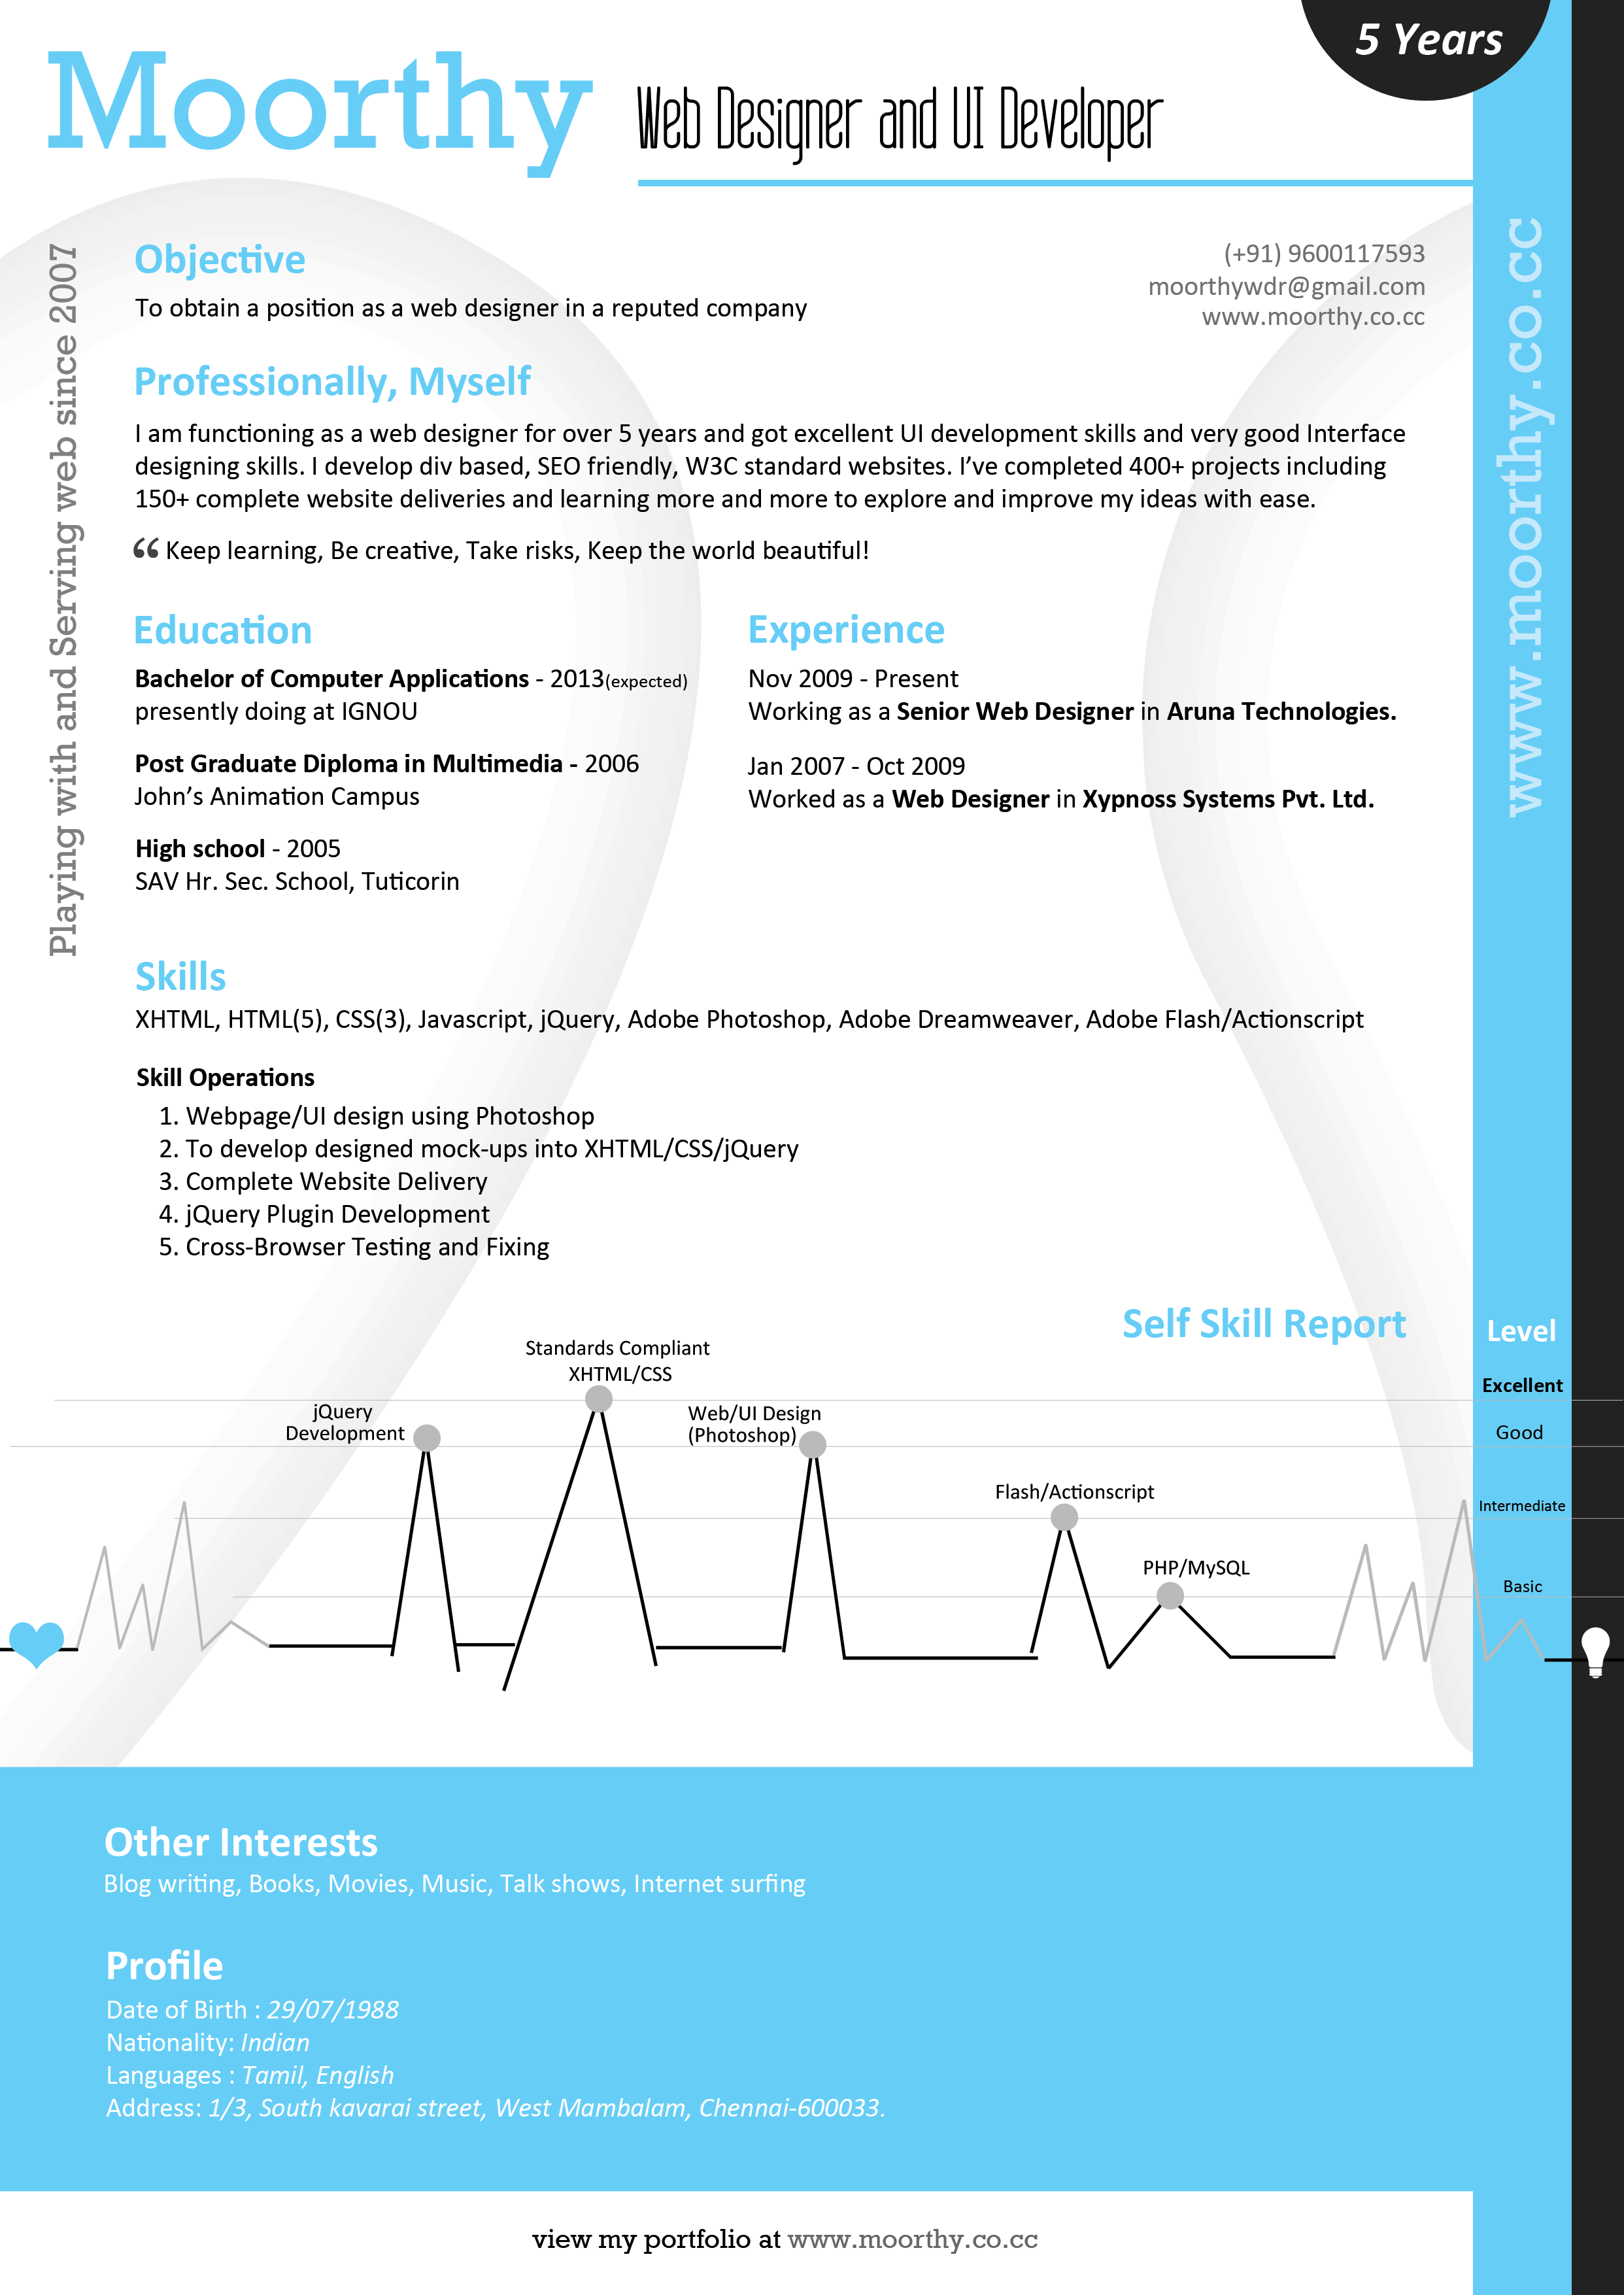 5 Years
Moorthy
Web Designer and UI Developer
www.moorthy.co.cc
Playing with and Serving web since 2007
Objective
To obtain a position as a web designer in a reputed company
(+91) 9600117593
moorthywdr@gmail.com
www.moorthy.co.cc
Professionally, Myself
I am functioning as a web designer for over 5 years and got excellent UI development skills and very good Interface
designing skills. I develop div based, SEO friendly, W3C standard websites. I’ve completed 400+ projects including
150+ complete website deliveries and learning more and more to explore and improve my ideas with ease.
“ Keep learning, Be creative, Take risks, Keep the world beautiful!
Education
Bachelor of Computer Applications - 2013(expected)
presently doing at IGNOU
Post Graduate Diploma in Multimedia - 2006
John’s Animation Campus
High school - 2005
SAV Hr. Sec. School, Tuticorin
Experience
Nov 2009 - Present
Working as a Senior Web Designer in Aruna Technologies.
Jan 2007 - Oct 2009
Worked as a Web Designer in Xypnoss Systems Pvt. Ltd.
Skills
XHTML, HTML(5), CSS(3), Javascript, jQuery, Adobe Photoshop, Adobe Dreamweaver, Adobe Flash/Actionscript
Skill Operations
1. Webpage/UI design using Photoshop
2. To develop designed mock-ups into XHTML/CSS/jQuery
3. Complete Website Delivery
4. jQuery Plugin Development
5. Cross-Browser Testing and Fixing
Self Skill Report
Level
Excellent
Good
Intermediate
Basic
jQuery
Development
Standards Compliant
XHTML/CSS
Web/UI Design
(Photoshop)
Flash/Actionscript
PHP/MySQL
Other Interests
Blog writing, Books, Movies, Music, Talk shows, Internet surfing
Profile
Date of Birth : 29/07/1988
Nationality: Indian
Languages : Tamil, English
Address: 1/3, South kavarai street, West Mambalam, Chennai-600033.
view my portfolio at www.moorthy.co.cc